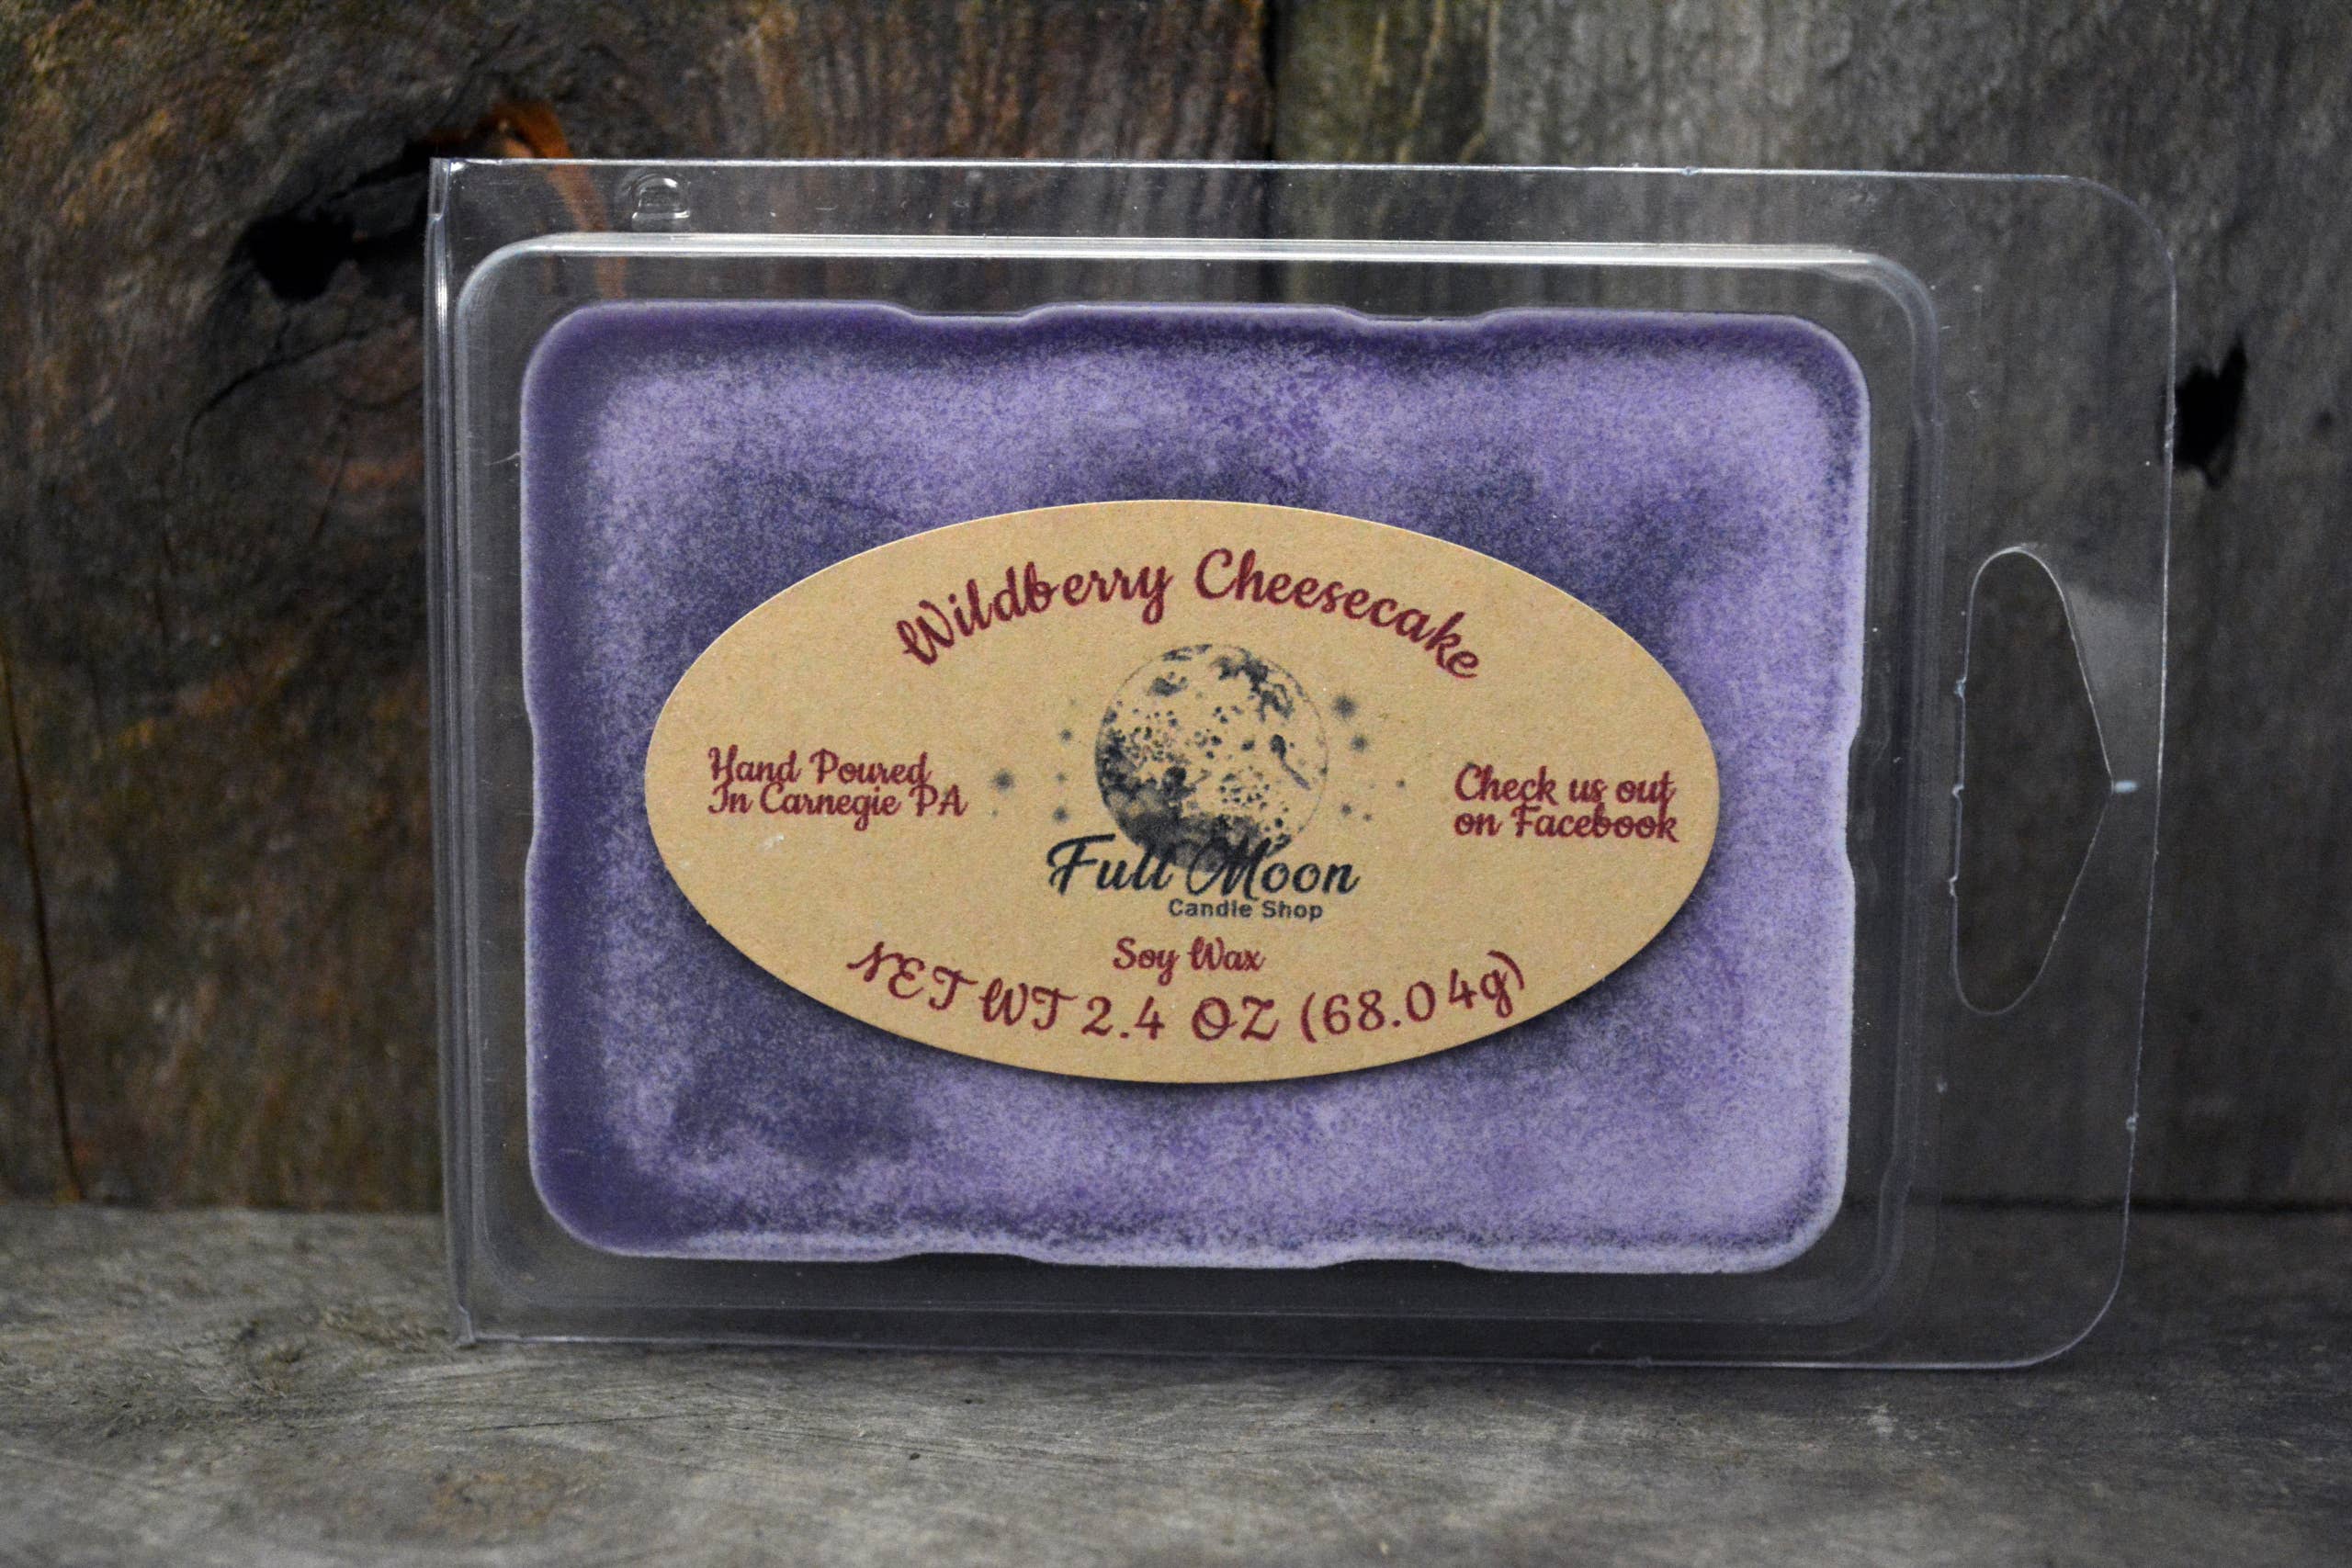 Wildberry Cheesecake
Hand Poured
In Carnegie PA
Check us out
on Facebook
Full Moon
Candle Shop
Soy Wax
NET WT 2.4 OZ (68.04g)